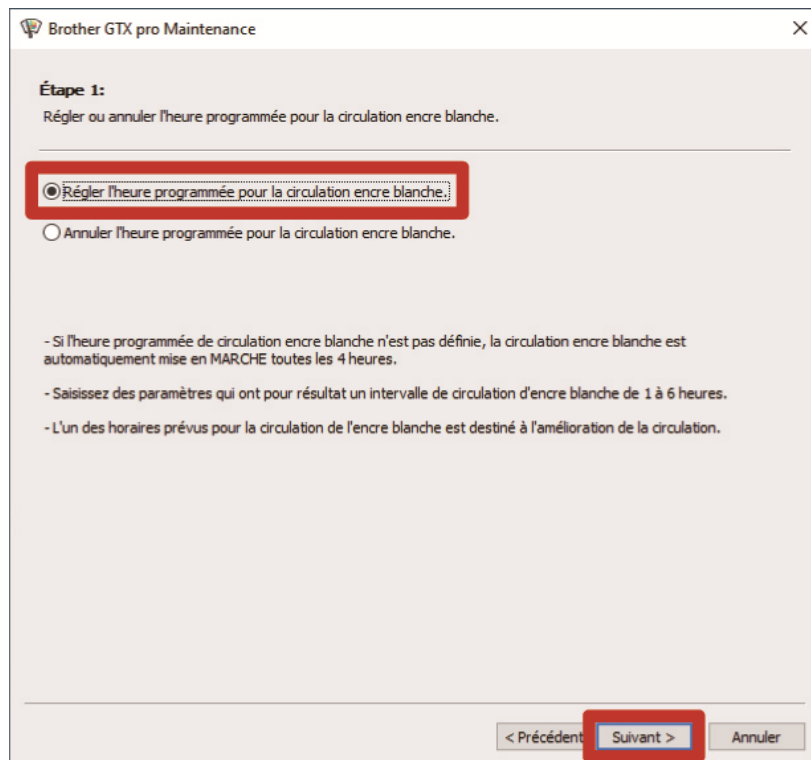 Brother GTX pro Maintenance
Étape 1:
Régler ou annuler l'heure programmée pour la circulation encre blanche.
Régler l'heure programmée pour la circulation encre blanche.
Annuler l'heure programmée pour la circulation encre blanche.
- Si l'heure programmée de circulation encre blanche n'est pas définie, la circulation encre blanche est
automatiquement mise en MARCHE toutes les 4 heures.
- Saisissez des paramètres qui ont pour résultat un intervalle de circulation d'encre blanche de 1 à 6 heures.
- L'un des horaires prévus pour la circulation de l'encre blanche est destiné à l'amélioration de la circulation.
< Précédent Suivant > Annuler